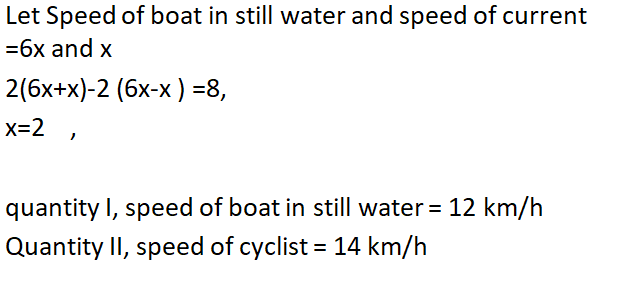 Let Speed of boat in still water and speed of current
=6x and x
2(6x+x)-2 (6x-x ) =8,
x=2 ,
quantity I, speed of boat in still water = 12 km/h
Quantity II, speed of cyclist = 14 km/h